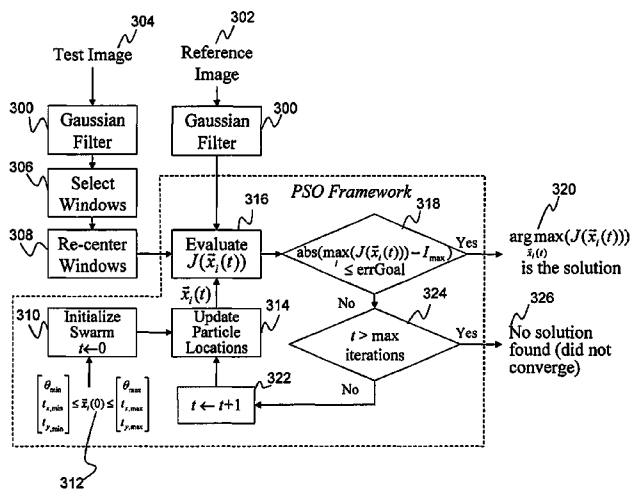 304
302
Test Image
Reference
Image
300
Gaussian
Filter
Gaussian
Filter
300
306
Select
Windows
PSO Framework
316
318
320
308
Re-center
Windows
Evaluate
J(x⃗ᵢ(t))
abs(max(J(x⃗ᵢ(t))) − Iₘₐₓ)
i
≤ errGoal
Yes
arg max(J(x⃗ᵢ(t)))
x⃗ᵢ(t)
is the solution
x⃗ᵢ(t)
No
324
326
310
Initialize
Swarm
t←0
Update
Particle
Locations
314
t > max
iterations
Yes
No solution
found (did not
converge)
322
No
t ← t+1
[θmin tx,min ty,min] ≤ x⃗ᵢ(0) ≤ [θmax tx,max ty,max]
312